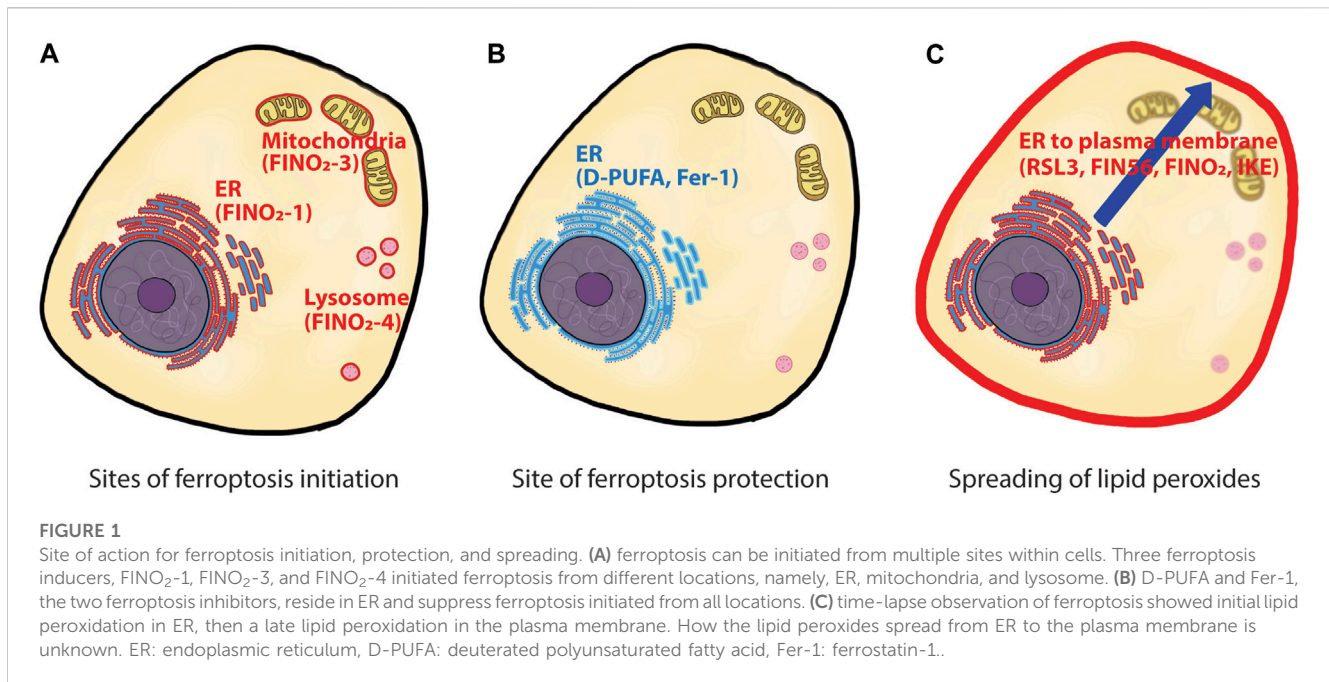 A
B
C
Mitochondria
(FINO₂-3)
ER
(FINO₂-1)
Lysosome
(FINO₂-4)
ER
(D-PUFA, Fer-1)
ER to plasma membrane
(RSL3, FIN56, FINO₂, IKE)
Sites of ferroptosis initiation
Site of ferroptosis protection
Spreading of lipid peroxides
FIGURE 1
Site of action for ferroptosis initiation, protection, and spreading. (A) ferroptosis can be initiated from multiple sites within cells. Three ferroptosis
inducers, FINO₂-1, FINO₂-3, and FINO₂-4 initiated ferroptosis from different locations, namely, ER, mitochondria, and lysosome. (B) D-PUFA and Fer-1,
the two ferroptosis inhibitors, reside in ER and suppress ferroptosis initiated from all locations. (C) time-lapse observation of ferroptosis showed initial lipid
peroxidation in ER, then a late lipid peroxidation in the plasma membrane. How the lipid peroxides spread from ER to the plasma membrane is
unknown. ER: endoplasmic reticulum, D-PUFA: deuterated polyunsaturated fatty acid, Fer-1: ferrostatin-1..